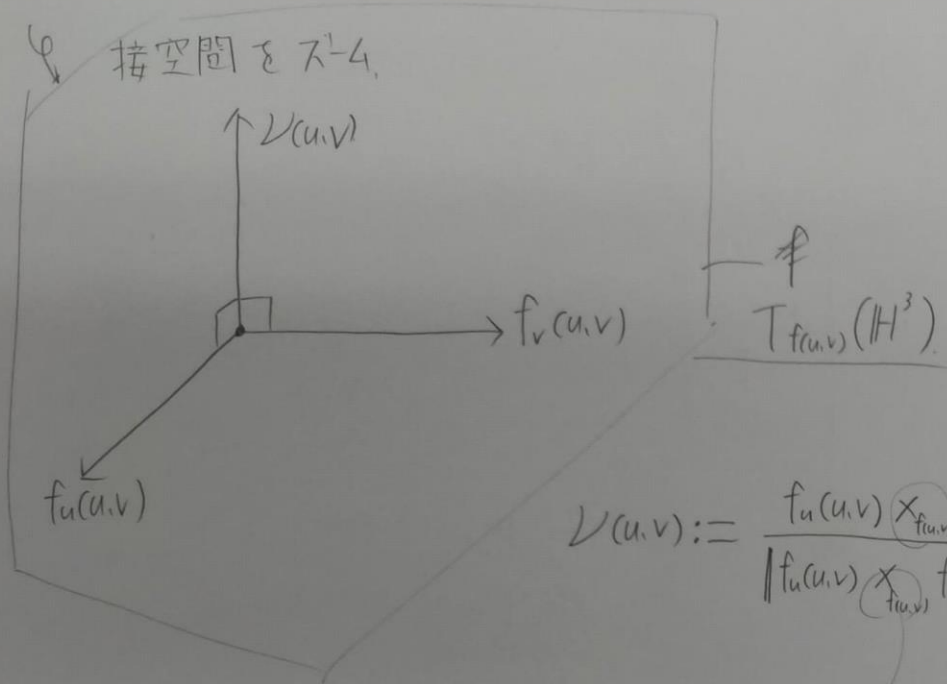 φ
接空間をズーム.
ν(u,v)
f_v(u,v)
f_u(u,v)
T_{f(u,v)}(ℍ³).
ν(u,v) := f_u(u,v) ×_{f(u,v)}
‖f_u(u,v) ×_{f(u,v)} f